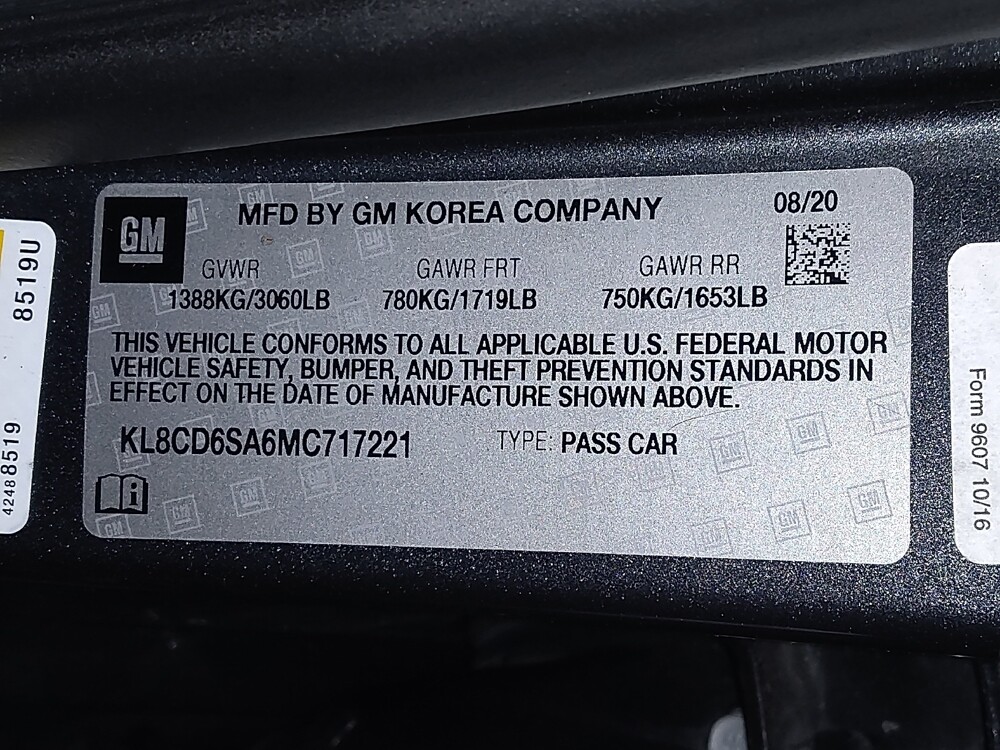 GM
MFD BY GM KOREA COMPANY
08/20
GVWR GAWR FRT GAWR RR
1388KG/3060LB 780KG/1719LB 750KG/1653LB
THIS VEHICLE CONFORMS TO ALL APPLICABLE U.S. FEDERAL MOTOR
VEHICLE SAFETY, BUMPER, AND THEFT PREVENTION STANDARDS IN
EFFECT ON THE DATE OF MANUFACTURE SHOWN ABOVE.
KL8CD6SA6MC717221 TYPE: PASS CAR
8519U
42488519
Form 9607 10/16